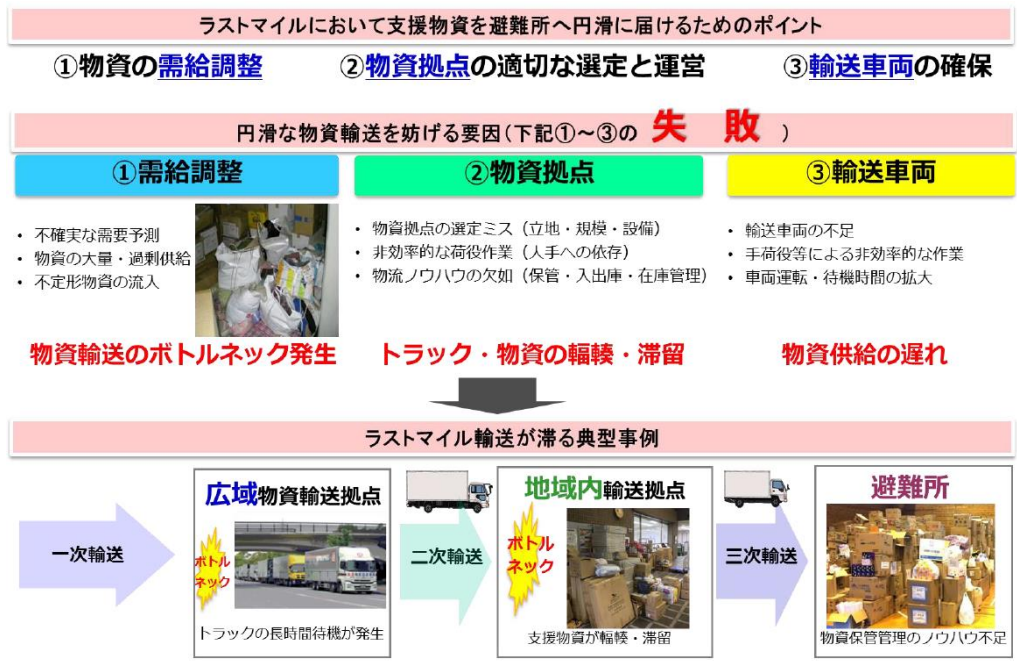 ラストマイルにおいて支援物資を避難所へ円滑に届けるためのポイント
①物資の需給調整 ②物資拠点の適切な選定と運営 ③輸送車両の確保
円滑な物資輸送を妨げる要因(下記①~③の 失 敗 )
①需給調整
・ 不確実な需要予測
・ 物資の大量・過剰供給
・ 不定形物資の流入
物資輸送のボトルネック発生
②物資拠点
・ 物資拠点の選定ミス(立地・規模・設備)
・ 非効率的な荷役作業(人手への依存)
・ 物流ノウハウの欠如(保管・入出庫・在庫管理)
トラック・物資の輻輳・滞留
③輸送車両
・ 輸送車両の不足
・ 手荷役等による非効率的な作業
・ 車両運転・待機時間の拡大
物資供給の遅れ
ラストマイル輸送が滞る典型事例
一次輸送
広域物資輸送拠点
ボトル
ネック
トラックの長時間待機が発生
二次輸送
地域内輸送拠点
ボトル
ネック
支援物資が輻輳・滞留
三次輸送
避難所
物資保管管理のノウハウ不足